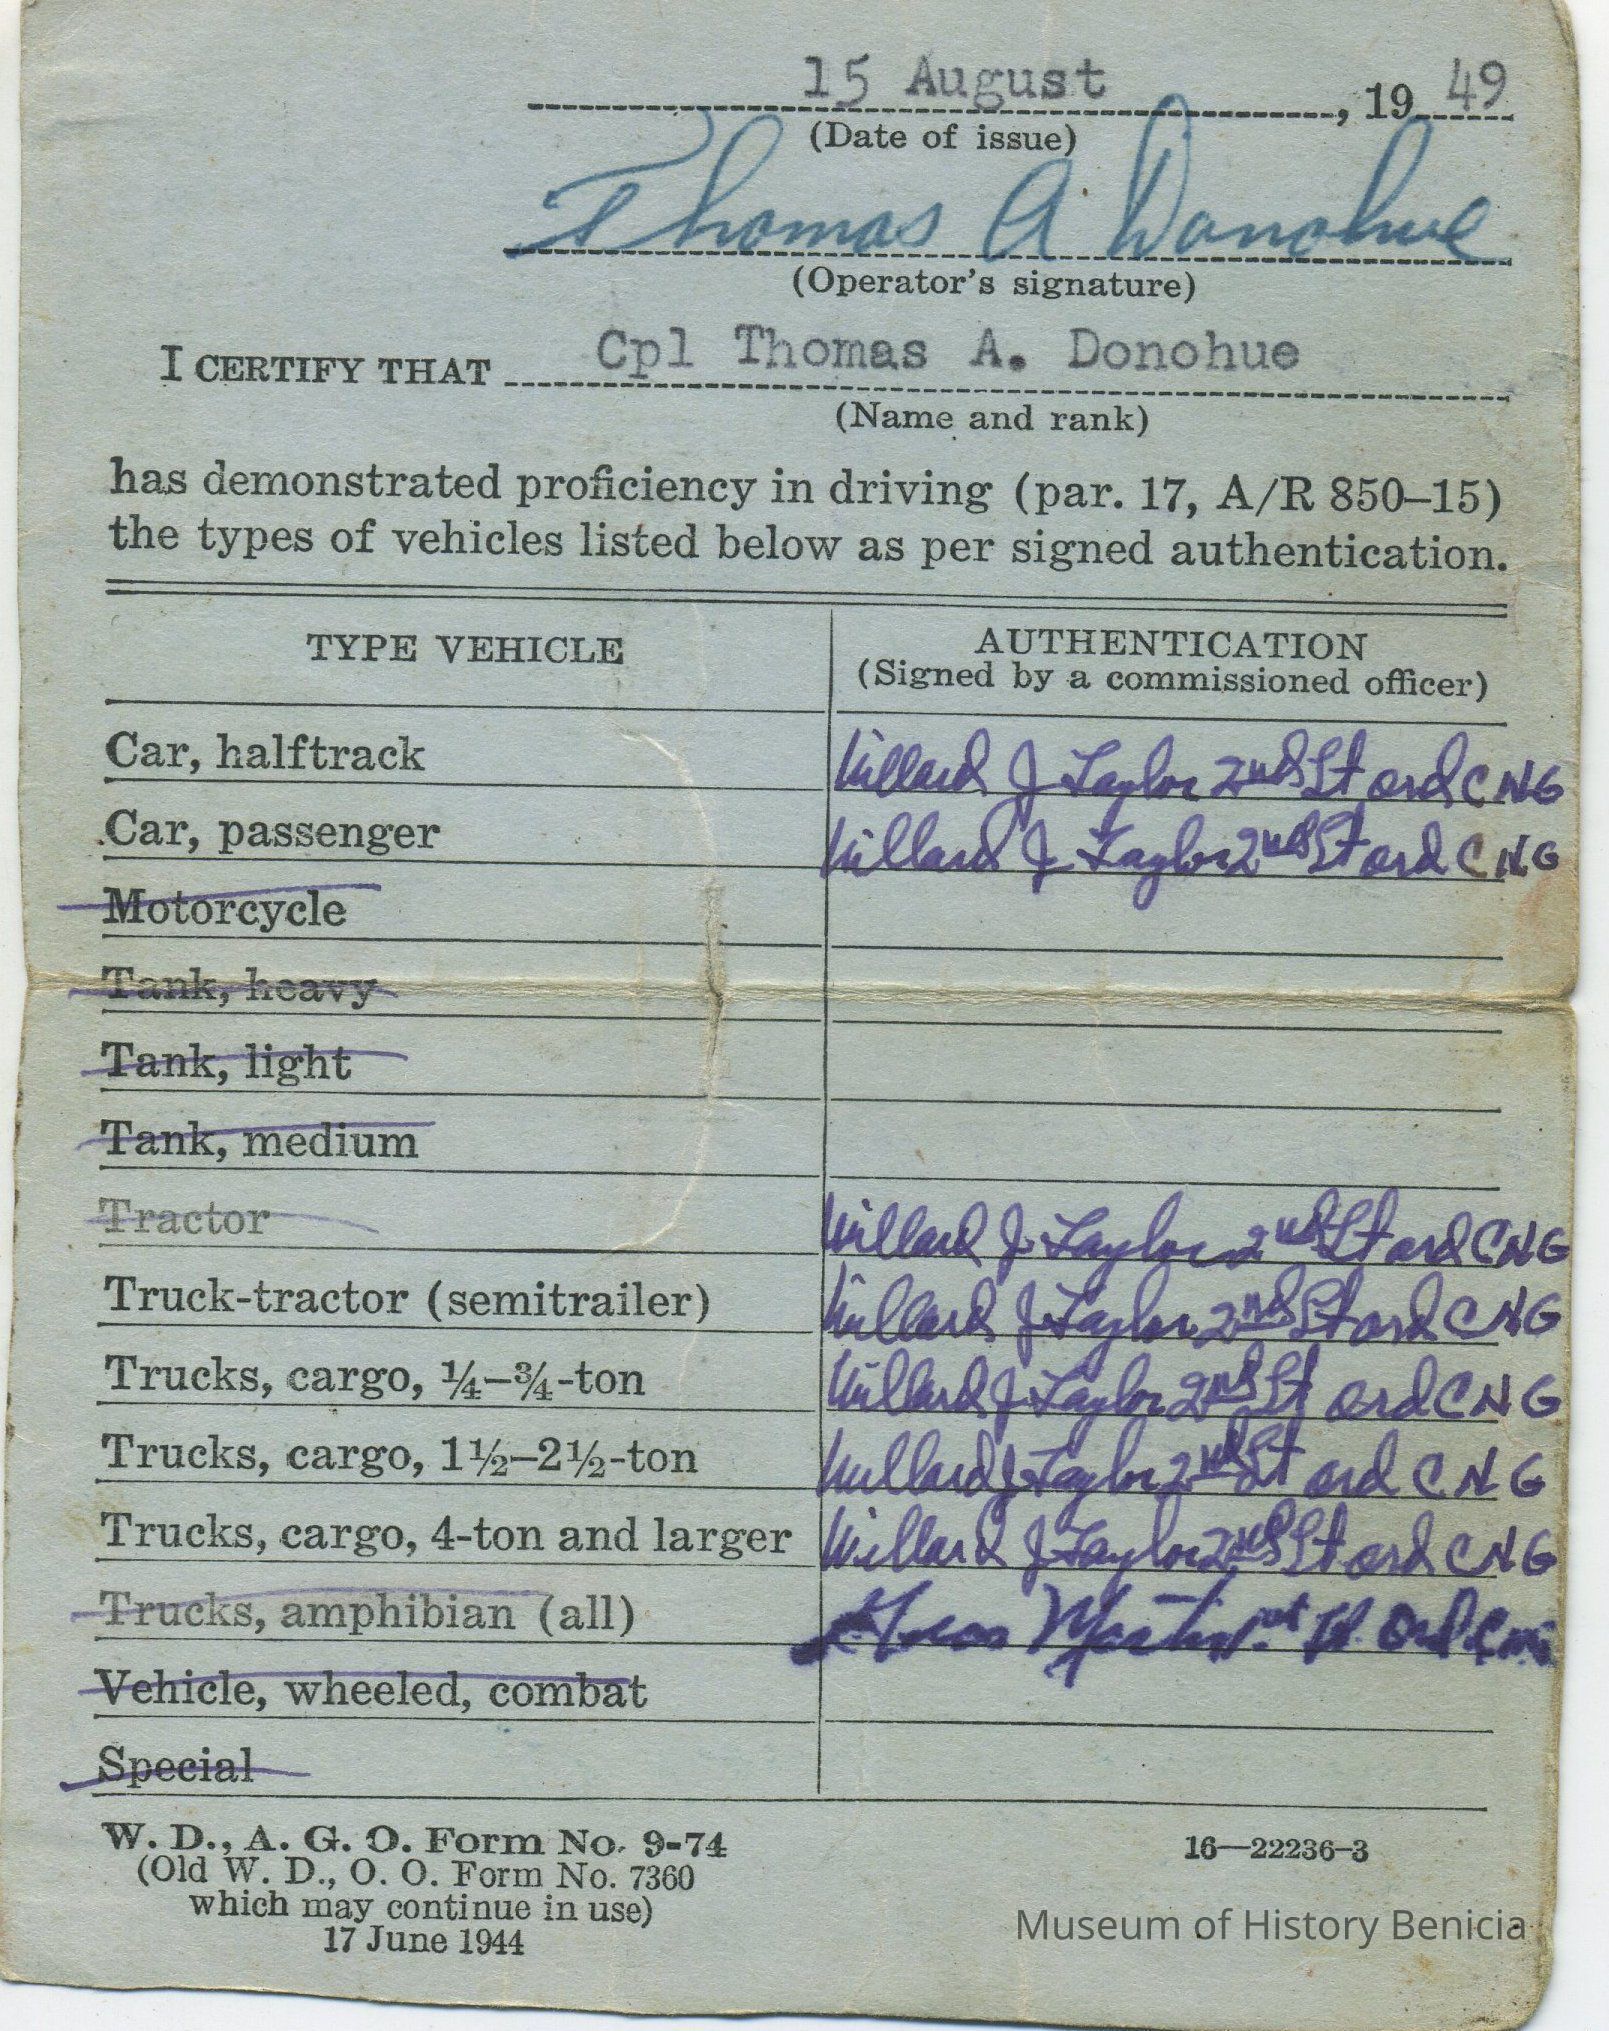 15 August, 19 49
(Date of issue)
Thomas A Donohue
(Operator's signature)
I CERTIFY THAT Cpl Thomas A. Donohue
(Name and rank)
has demonstrated proficiency in driving (par. 17, A/R 850–15)
the types of vehicles listed below as per signed authentication.
TYPE VEHICLE
AUTHENTICATION
(Signed by a commissioned officer)
Car, halftrack Willard J Taylor 2nd Lt ord C NG
Car, passenger Willard J Taylor 2nd Lt ord C NG
Motorcycle
Tank, heavy
Tank, light
Tank, medium
Tractor Willard J Taylor 2nd Lt ord C NG
Truck-tractor (semitrailer) Willard J Taylor 2nd Lt ord C NG
Trucks, cargo, ¼–¾-ton Willard J Taylor 2nd Lt ord C NG
Trucks, cargo, 1½–2½-ton Willard J Taylor 2nd Lt ord C NG
Trucks, cargo, 4-ton and larger Willard J Taylor 2nd Lt ord C NG
Trucks, amphibian (all)
Vehicle, wheeled, combat
Special
W. D., A. G. O. Form No. 9-74
(Old W. D., O. O. Form No. 7360
which may continue in use)
17 June 1944
16—22236-3
Museum of History Benicia